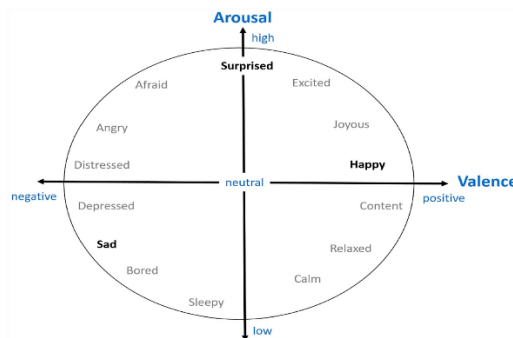 Arousal
high
Surprised
Afraid
Excited
Angry
Joyous
Distressed
Happy
neutral
Valence
negative
positive
Depressed
Content
Sad
Relaxed
Bored
Calm
Sleepy
low